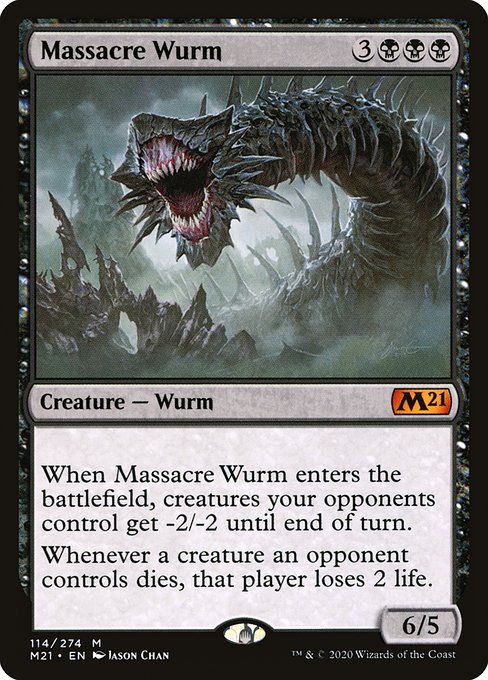 Massacre Wurm 3
Creature — Wurm M21
When Massacre Wurm enters the
battlefield, creatures your opponents
control get -2/-2 until end of turn.
Whenever a creature an opponent
controls dies, that player loses 2 life.
6/5
114/274 M
M21 • EN Jason Chan
™ & © 2020 Wizards of the Coast